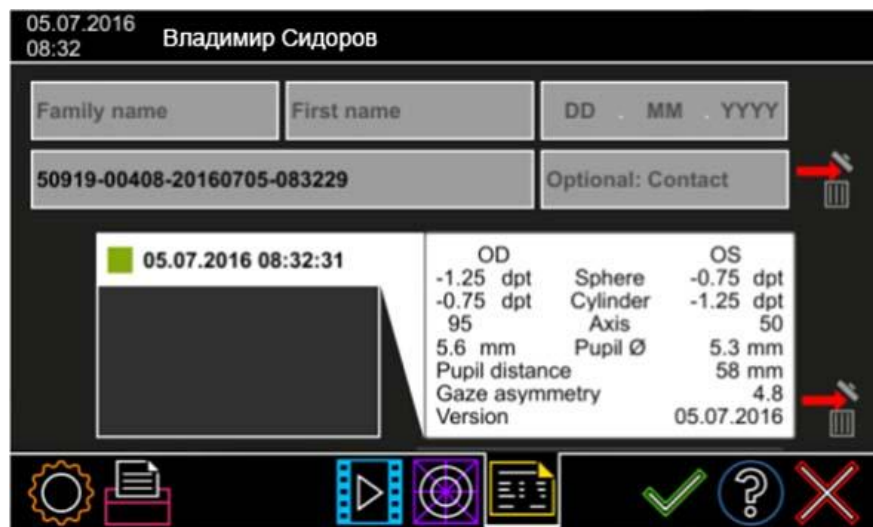 05.07.2016
08:32
Владимир Сидоров
Family name
First name
DD . MM . YYYY
50919-00408-20160705-083229
Optional: Contact
05.07.2016 08:32:31
OD OS
-1.25 dpt Sphere -0.75 dpt
-0.75 dpt Cylinder -1.25 dpt
95 Axis 50
5.6 mm Pupil Ø 5.3 mm
Pupil distance 58 mm
Gaze asymmetry 4.8
Version 05.07.2016
?